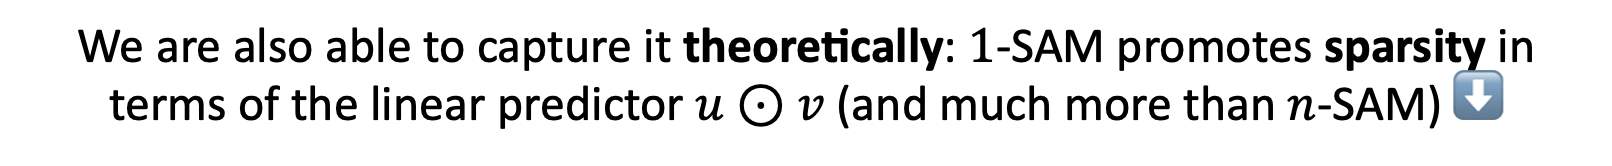 We are also able to capture it theoretically: 1-SAM promotes sparsity in
terms of the linear predictor u ⊙ v (and much more than n-SAM) ⬇️